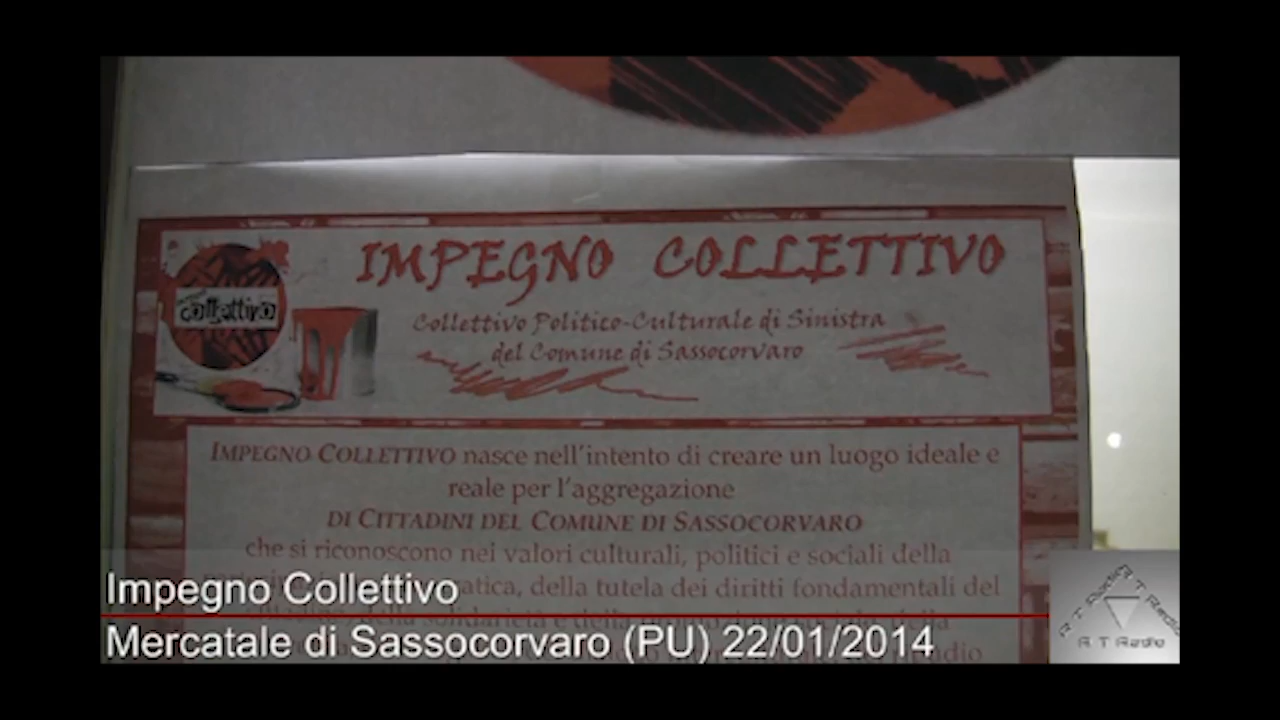 IMPEGNO COLLETTIVO
collettivo
Collettivo Politico-Culturale di Sinistra
del Comune di Sassocorvaro
IMPEGNO COLLETTIVO nasce nell'intento di creare un luogo ideale e
reale per l'aggregazione
DI CITTADINI DEL COMUNE DI SASSOCORVARO
che si riconoscono nei valori culturali, politici e sociali della
della tutela dei diritti fondamentali del
Impegno Collettivo
Mercatale di Sassocorvaro (PU) 22/01/2014
R T Radio